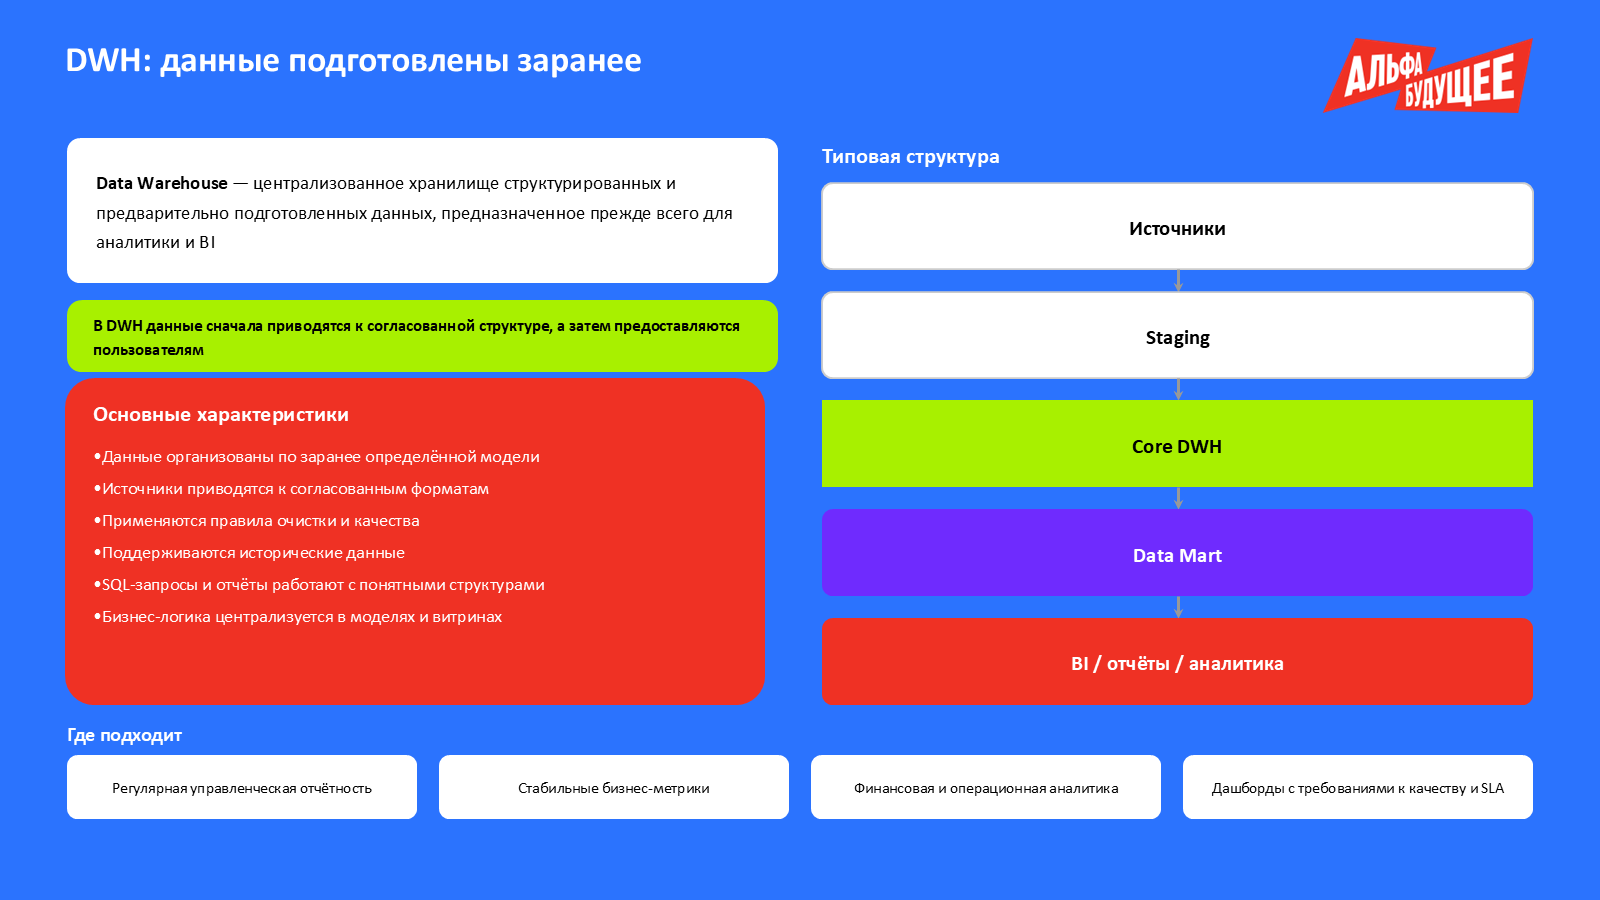 DWH: данные подготовлены заранее
АЛЬФА
БУДУЩЕЕ
Data Warehouse — централизованное хранилище структурированных и
предварительно подготовленных данных, предназначенное прежде всего для
аналитики и BI
В DWH данные сначала приводятся к согласованной структуре, а затем предоставляются
пользователям
Основные характеристики
•Данные организованы по заранее определённой модели
•Источники приводятся к согласованным форматам
•Применяются правила очистки и качества
•Поддерживаются исторические данные
•SQL-запросы и отчёты работают с понятными структурами
•Бизнес-логика централизуется в моделях и витринах
Типовая структура
Источники
Staging
Core DWH
Data Mart
BI / отчёты / аналитика
Где подходит
Регулярная управленческая отчётность
Стабильные бизнес-метрики
Финансовая и операционная аналитика
Дашборды с требованиями к качеству и SLA